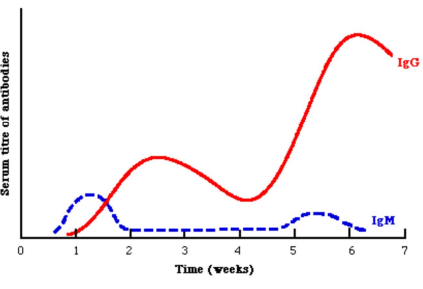 Serum titre of antibodies
IgG
IgM
0 1 2 3 4 5 6 7
Time (weeks)